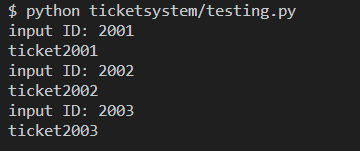 $ python ticketsystem/testing.py
input ID: 2001
ticket2001
input ID: 2002
ticket2002
input ID: 2003
ticket2003